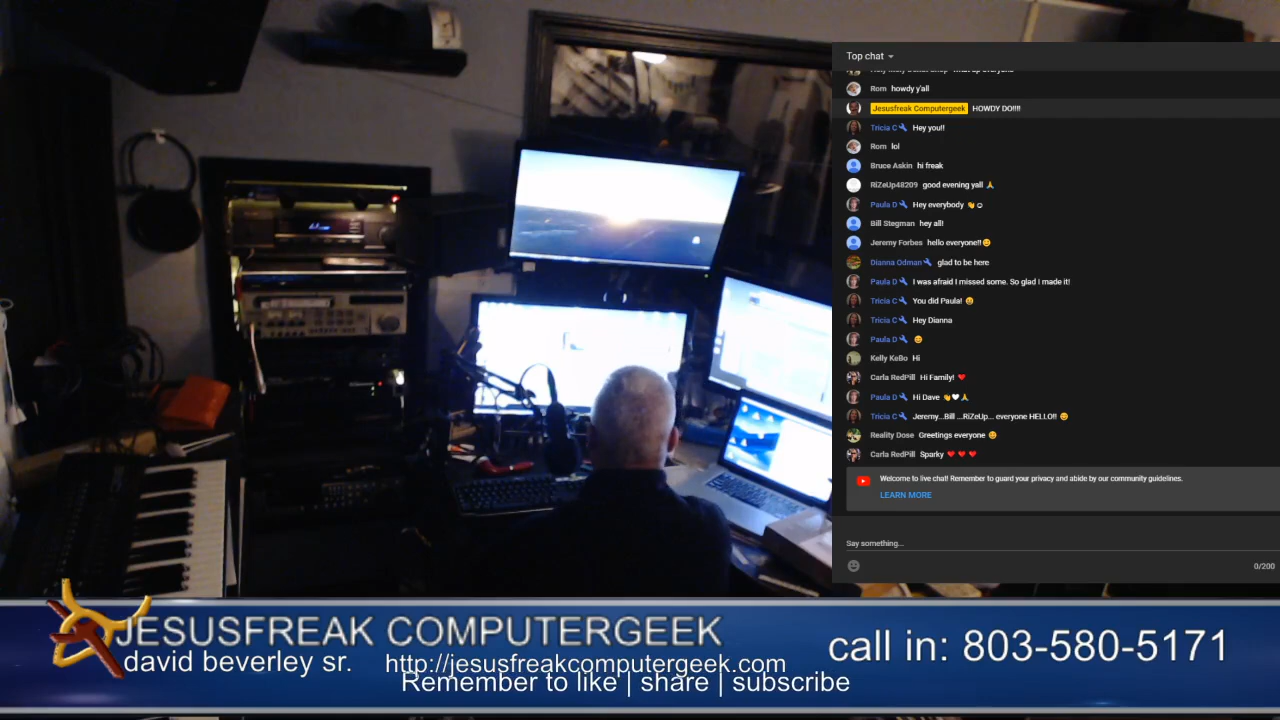 Top chat
Rom howdy y'all
Jesusfreak Computergeek HOWDY DO!!!!
Tricia C Hey you!!
Rom lol
Bruce Askin hi freak
RiZeUp48209 good evening yall 🙏
Paula D Hey everybody 👋☺
Bill Stegman hey all!
Jeremy Forbes hello everyone!!😊
Dianna Odman glad to be here
Paula D I was afraid I missed some. So glad I made it!
Tricia C You did Paula! 😀
Tricia C Hey Dianna
Paula D 😊
Kelly KeBo Hi
Carla RedPill Hi Family! ❤
Paula D Hi Dave 👋🤍🙏
Tricia C Jeremy...Bill ...RiZeUp... everyone HELLO!! 😊
Reality Dose Greetings everyone 😊
Carla RedPill Sparky ❤ ❤ ❤
Welcome to live chat! Remember to guard your privacy and abide by our community guidelines.
LEARN MORE
Say something...
0/200
JESUSFREAK COMPUTERGEEK
david beverley sr. http://jesusfreakcomputergeek.com
Remember to like | share | subscribe
call in: 803-580-5171